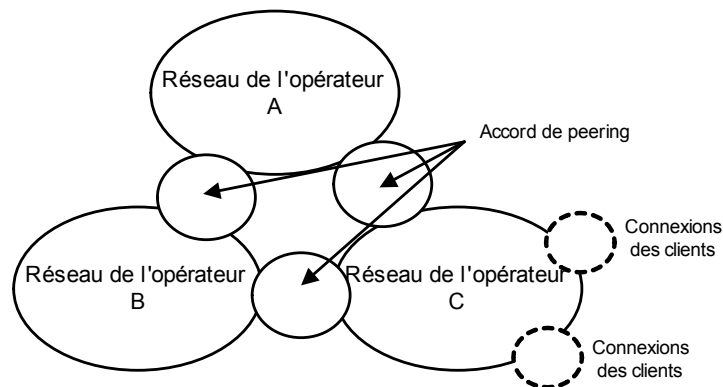 Réseau de l'opérateur
A
Accord de peering
Réseau de l'opérateur
B
Réseau de l'opérateur
C
Connexions
des clients
Connexions
des clients